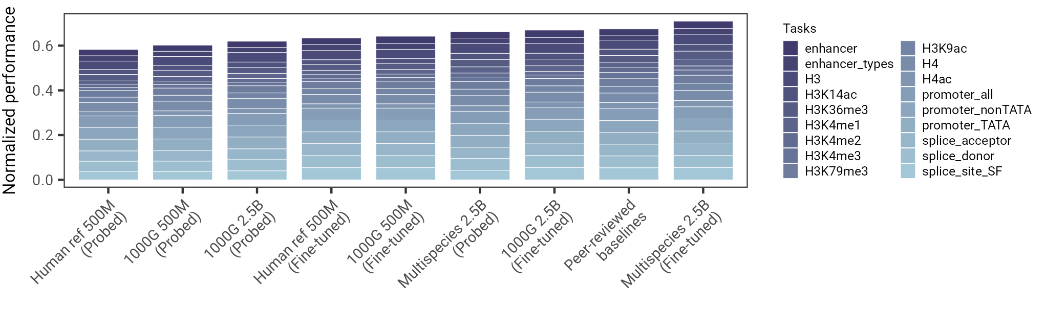 Normalized performance
0.6
0.4
0.2
0.0
Human ref 500M
(Probed)
1000G 500M
(Probed)
1000G 2.5B
(Probed)
Human ref 500M
(Fine-tuned)
1000G 500M
(Fine-tuned)
Multispecies 2.5B
(Probed)
1000G 2.5B
(Fine-tuned)
Peer-reviewed
baselines
Multispecies 2.5B
(Fine-tuned)
Tasks
enhancer
enhancer_types
H3
H3K14ac
H3K36me3
H3K4me1
H3K4me2
H3K4me3
H3K79me3
H3K9ac
H4
H4ac
promoter_all
promoter_nonTATA
promoter_TATA
splice_acceptor
splice_donor
splice_site_SF